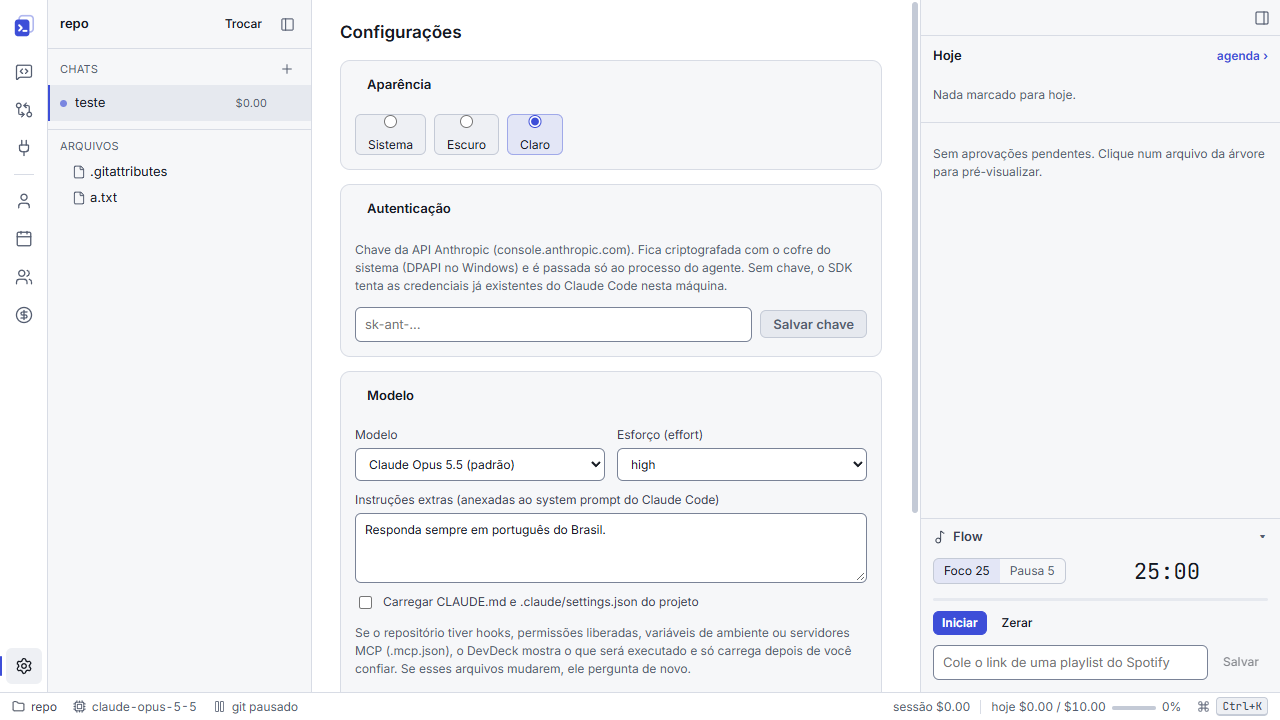 repo
Trocar
CHATS
teste
$0.00
ARQUIVOS
.gitattributes
a.txt
Configurações
Aparência
Sistema
Escuro
Claro
Autenticação
Chave da API Anthropic (console.anthropic.com). Fica criptografada com o cofre do
sistema (DPAPI no Windows) e é passada só ao processo do agente. Sem chave, o SDK
tenta as credenciais já existentes do Claude Code nesta máquina.
sk-ant-...
Salvar chave
Modelo
Modelo
Esforço (effort)
Claude Opus 5.5 (padrão)
high
Instruções extras (anexadas ao system prompt do Claude Code)
Responda sempre em português do Brasil.
Carregar CLAUDE.md e .claude/settings.json do projeto
Se o repositório tiver hooks, permissões liberadas, variáveis de ambiente ou servidores
MCP (.mcp.json), o DevDeck mostra o que será executado e só carrega depois de você
confiar. Se esses arquivos mudarem, ele pergunta de novo.
Hoje
agenda ›
Nada marcado para hoje.
Sem aprovações pendentes. Clique num arquivo da árvore
para pré-visualizar.
Flow
Foco 25
Pausa 5
25:00
Iniciar
Zerar
Cole o link de uma playlist do Spotify
Salvar
repo
claude-opus-5-5
git pausado
sessão $0.00
hoje $0.00 / $10.00
0%
⌘
Ctrl+K